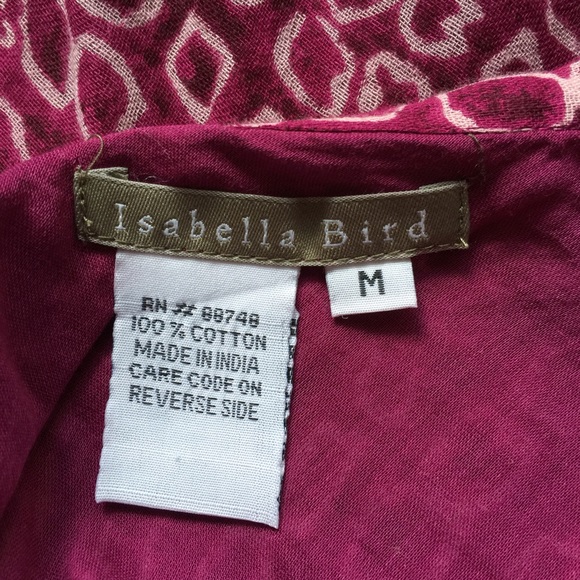 Isabella Bird
M
RN # 88748
100% COTTON
MADE IN INDIA
CARE CODE ON
REVERSE SIDE